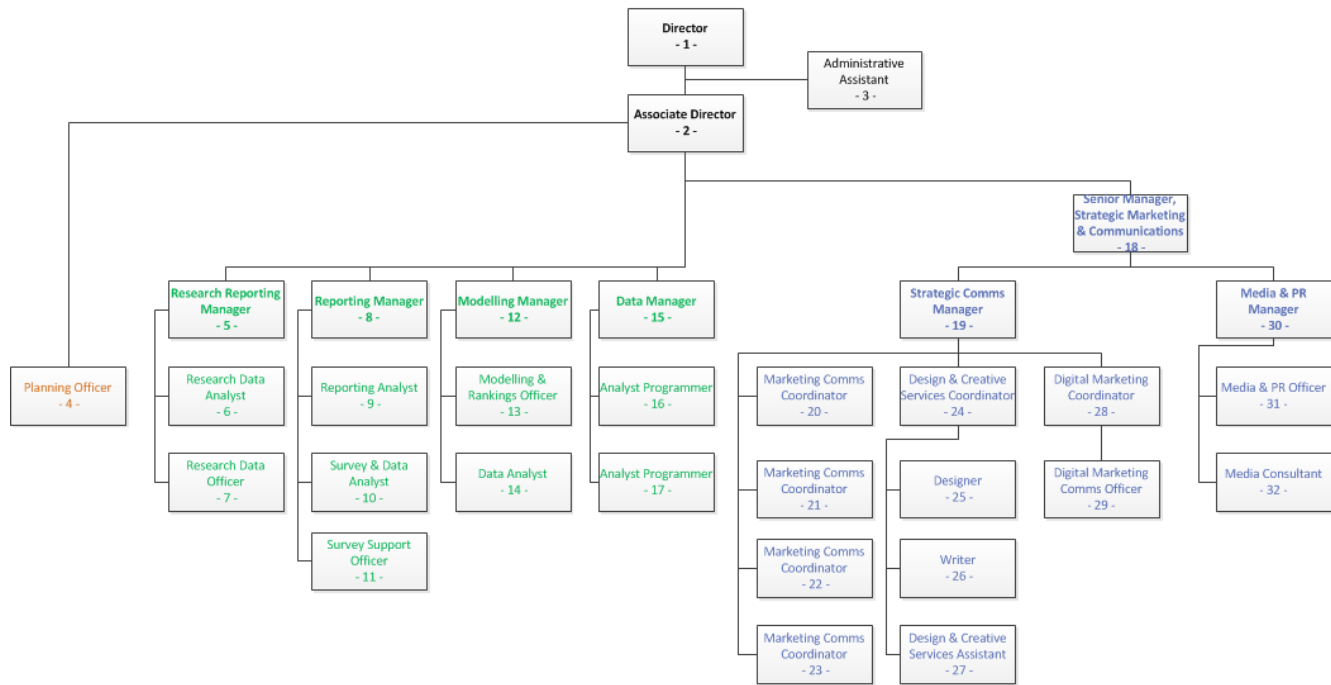 Director
- 1 -
Administrative
Assistant
- 3 -
Associate Director
- 2 -
Senior Manager,
Strategic Marketing
& Communications
- 18 -
Research Reporting
Manager
- 5 -
Reporting Manager
- 8 -
Modelling Manager
- 12 -
Data Manager
- 15 -
Strategic Comms
Manager
- 19 -
Media & PR
Manager
- 30 -
Planning Officer
- 4 -
Research Data
Analyst
- 6 -
Reporting Analyst
- 9 -
Modelling &
Rankings Officer
- 13 -
Analyst Programmer
- 16 -
Marketing Comms
Coordinator
- 20 -
Design & Creative
Services Coordinator
- 24 -
Digital Marketing
Coordinator
- 28 -
Media & PR Officer
- 31 -
Research Data
Officer
- 7 -
Survey & Data
Analyst
- 10 -
Data Analyst
- 14 -
Analyst Programmer
- 17 -
Marketing Comms
Coordinator
- 21 -
Designer
- 25 -
Digital Marketing
Comms Officer
- 29 -
Media Consultant
- 32 -
Survey Support
Officer
- 11 -
Marketing Comms
Coordinator
- 22 -
Writer
- 26 -
Marketing Comms
Coordinator
- 23 -
Design & Creative
Services Assistant
- 27 -